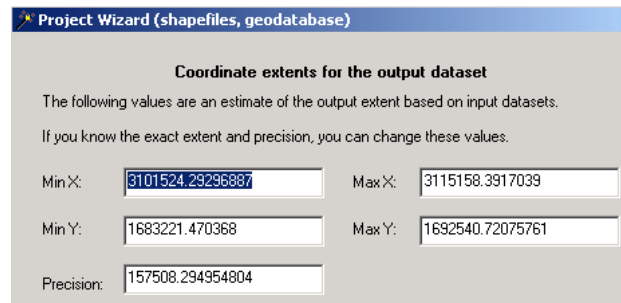 Project Wizard (shapefiles, geodatabase)
Coordinate extents for the output dataset
The following values are an estimate of the output extent based on input datasets.
If you know the exact extent and precision, you can change these values.
Min X: 3101524.29296887 Max X: 3115158.3917039
Min Y: 1683221.470368 Max Y: 1692540.72075761
Precision: 157508.294954804